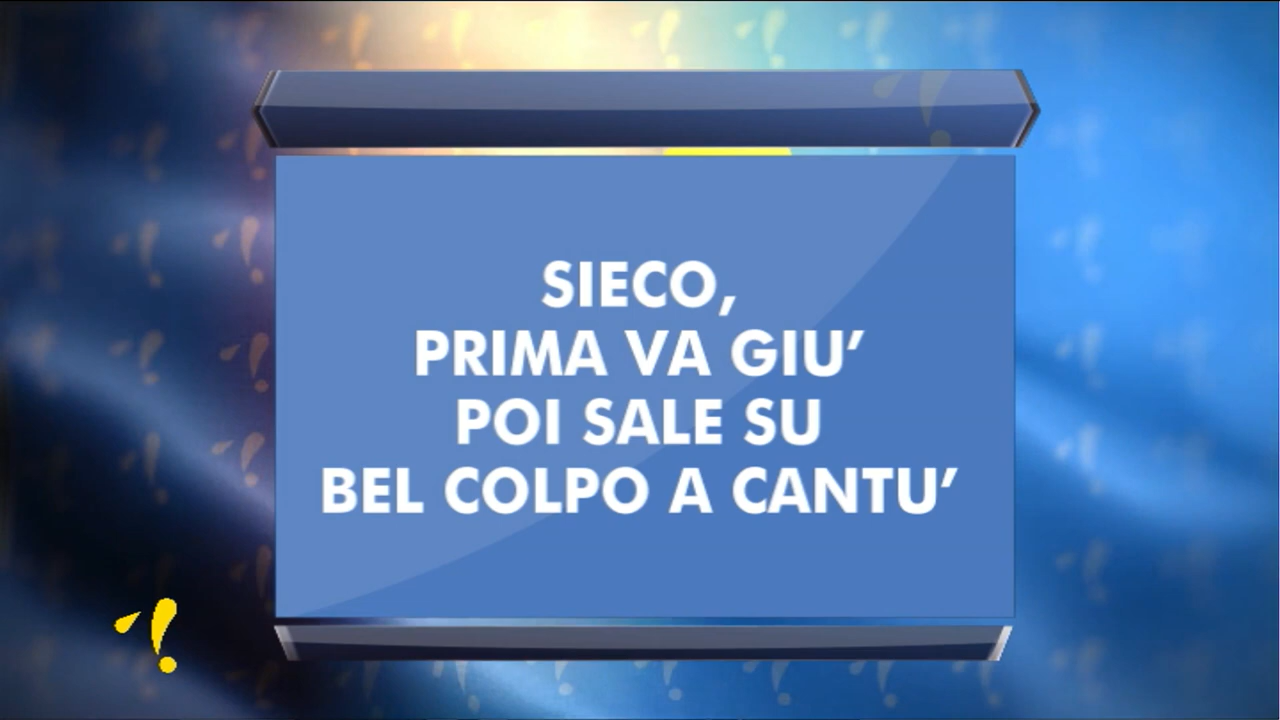 SIECO,
PRIMA VA GIU’
POI SALE SU
BEL COLPO A CANTU’